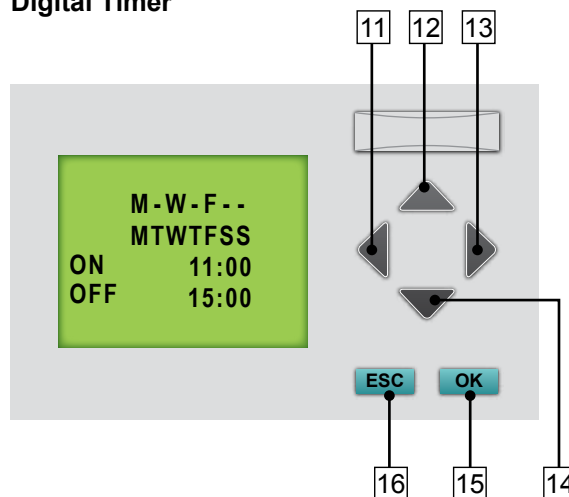 Digital Timer
11 12 13
M - W - F - -
MTWTFSS
ON 11:00
OFF 15:00
ESC OK
16 15 14